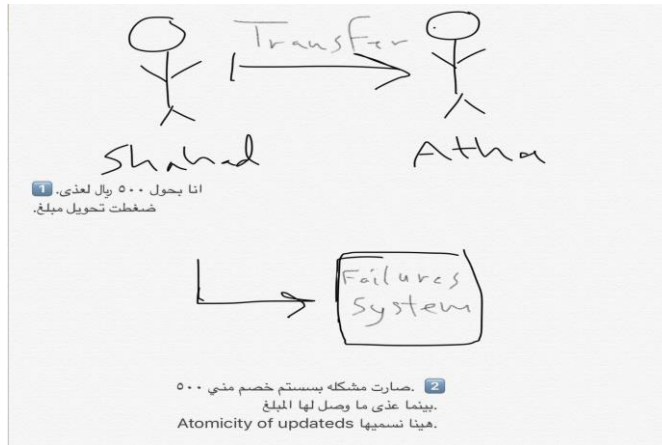 Transfer
Shahad
Atha
1 انا بحول ٥٠٠ ريال لعذى.
ضغطت تحويل مبلغ.
Failures
System
2 .صارت مشكله بسستم خصم مني ٥٠٠
.بينما عذى ما وصل لها المبلغ
.هينا نسميها Atomicity of updateds